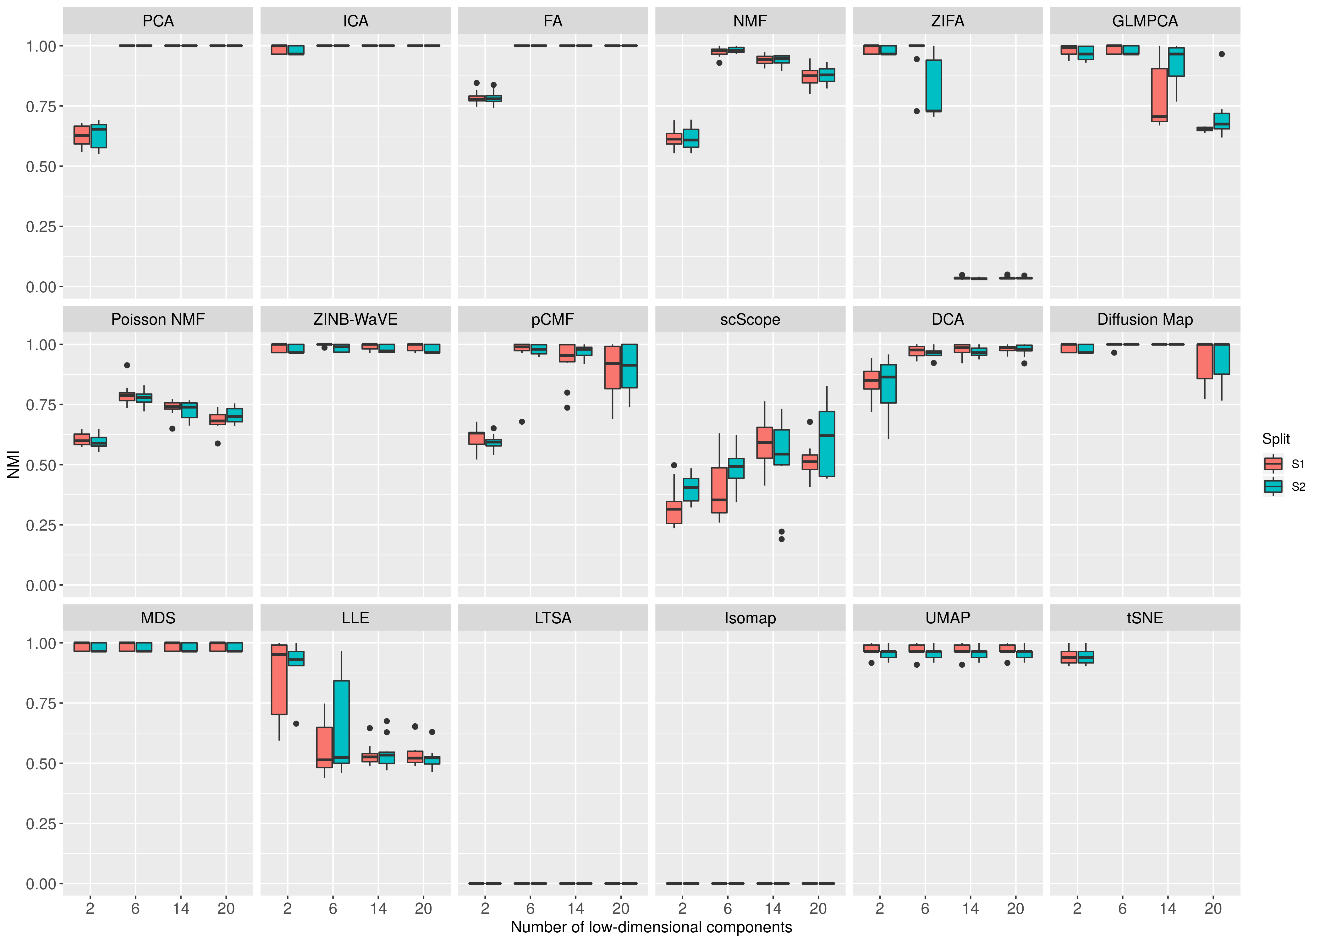 PCA ICA FA NMF ZIFA GLMPCA
1.00
0.75
0.50
0.25
0.00
Poisson NMF ZINB-WaVE pCMF scScope DCA Diffusion Map
1.00
0.75
0.50
0.25
0.00
MDS LLE LTSA Isomap UMAP tSNE
1.00
0.75
0.50
0.25
0.00
2 6 14 20 2 6 14 20 2 6 14 20 2 6 14 20 2 6 14 20 2 6 14 20
Number of low-dimensional components
NMI
Split
S1
S2